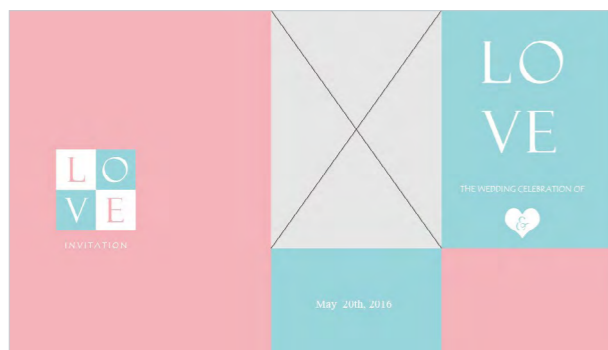 L O
V E
INVITATION
LO
VE
THE WEDDING CELEBRATION OF
&
May 20th, 2016